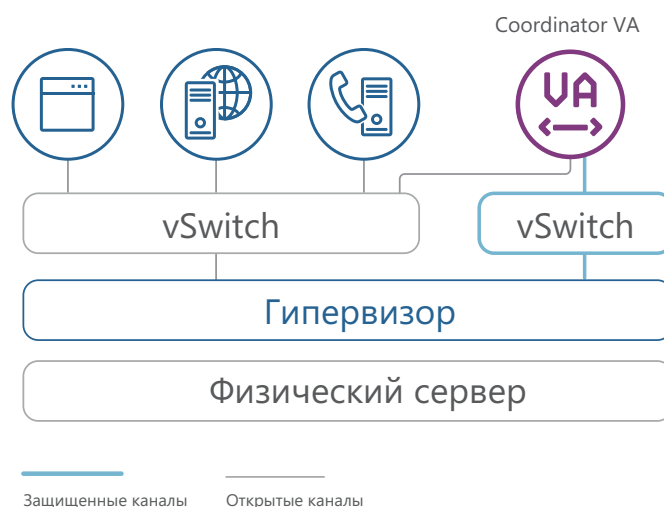 Coordinator VA
VA
vSwitch
vSwitch
Гипервизор
Физический сервер
Защищенные каналы
Открытые каналы